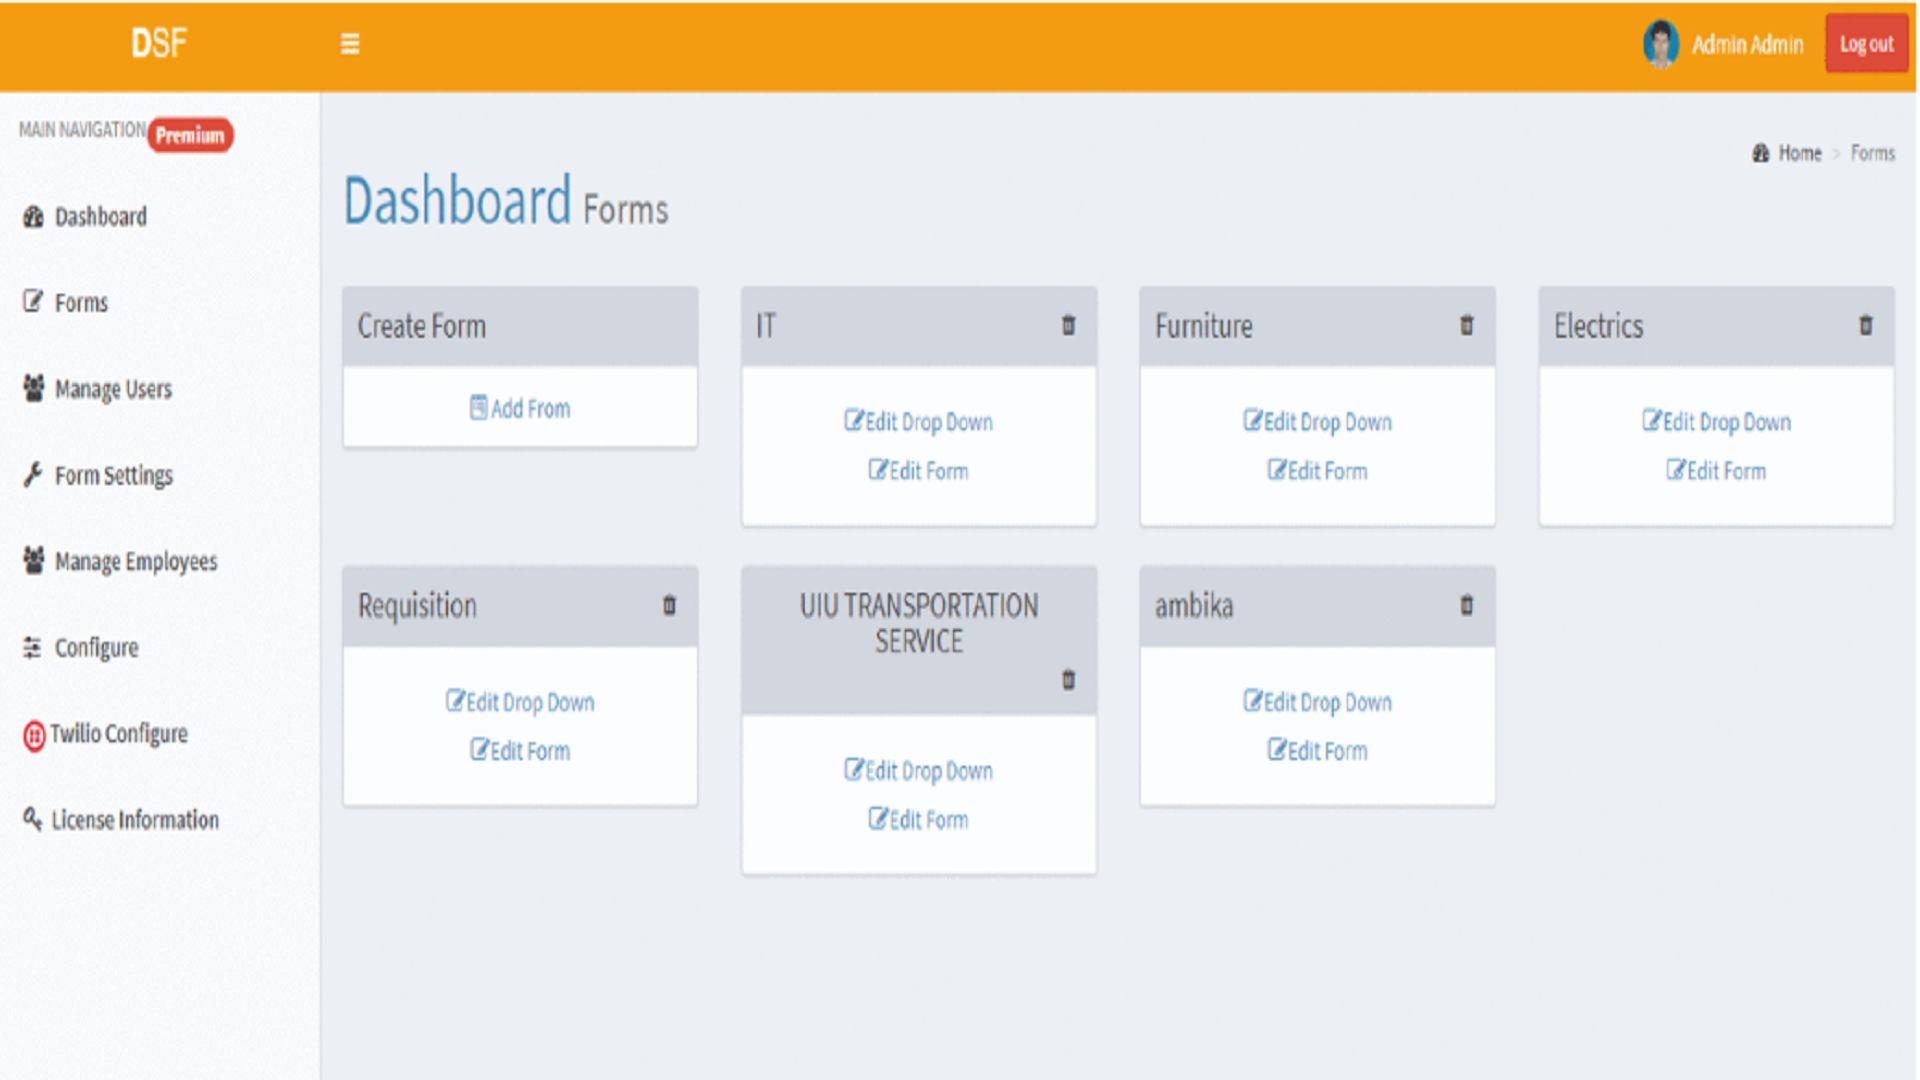 DSF
Admin Admin
Log out
MAIN NAVIGATION Premium
Home > Forms
Dashboard
Forms
Manage Users
Form Settings
Manage Employees
Configure
Twilio Configure
License Information
Dashboard Forms
Create Form
Add From
IT
Edit Drop Down
Edit Form
Furniture
Edit Drop Down
Edit Form
Electrics
Edit Drop Down
Edit Form
Requisition
Edit Drop Down
Edit Form
UIU TRANSPORTATION
SERVICE
Edit Drop Down
Edit Form
ambika
Edit Drop Down
Edit Form